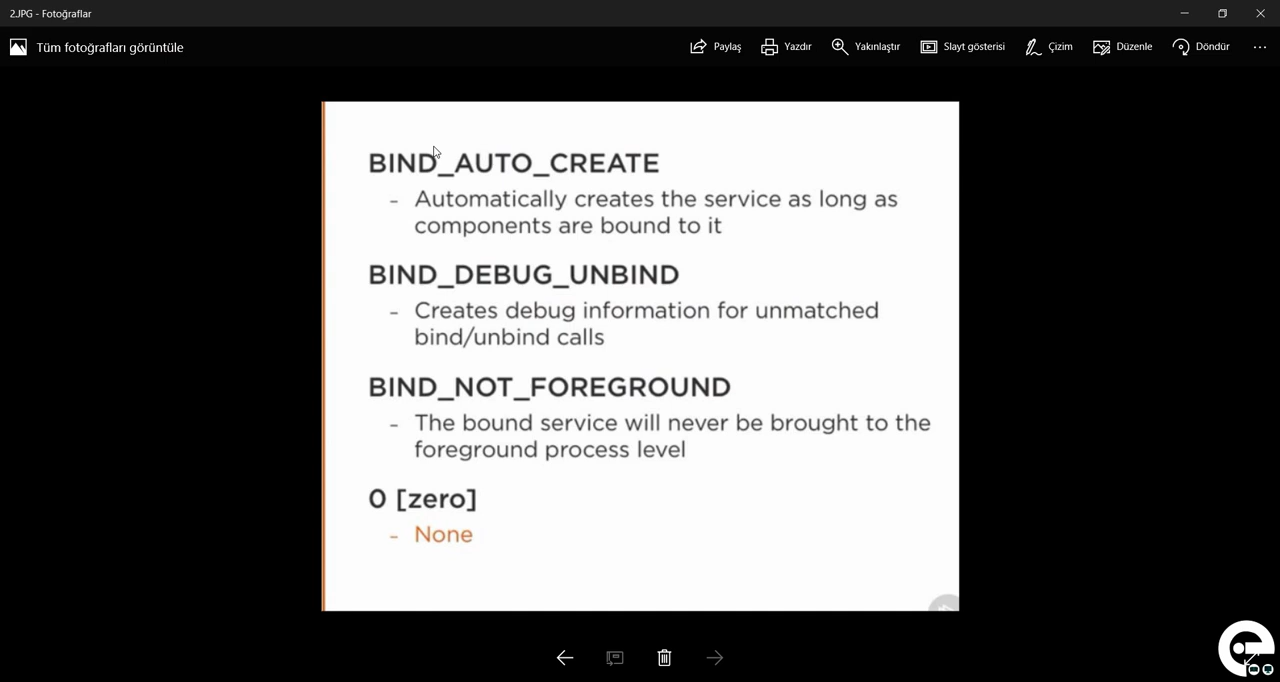 2.JPG - Fotoğraflar
Tüm fotoğrafları görüntüle
Paylaş
Yazdır
Yakınlaştır
Slayt gösterisi
Çizim
Düzenle
Döndür
BIND_AUTO_CREATE
- Automatically creates the service as long as
components are bound to it
BIND_DEBUG_UNBIND
- Creates debug information for unmatched
bind/unbind calls
BIND_NOT_FOREGROUND
- The bound service will never be brought to the
foreground process level
0 [zero]
- None